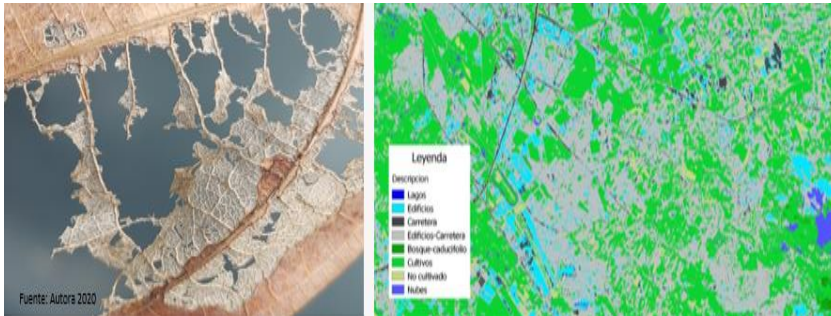 Fuente: Autora 2020
Leyenda
Descripcion
Lagos
Edificios
Carretera
Edificios-Carretera
Bosque-caducifolio
Cultivos
No cultivado
Nubes